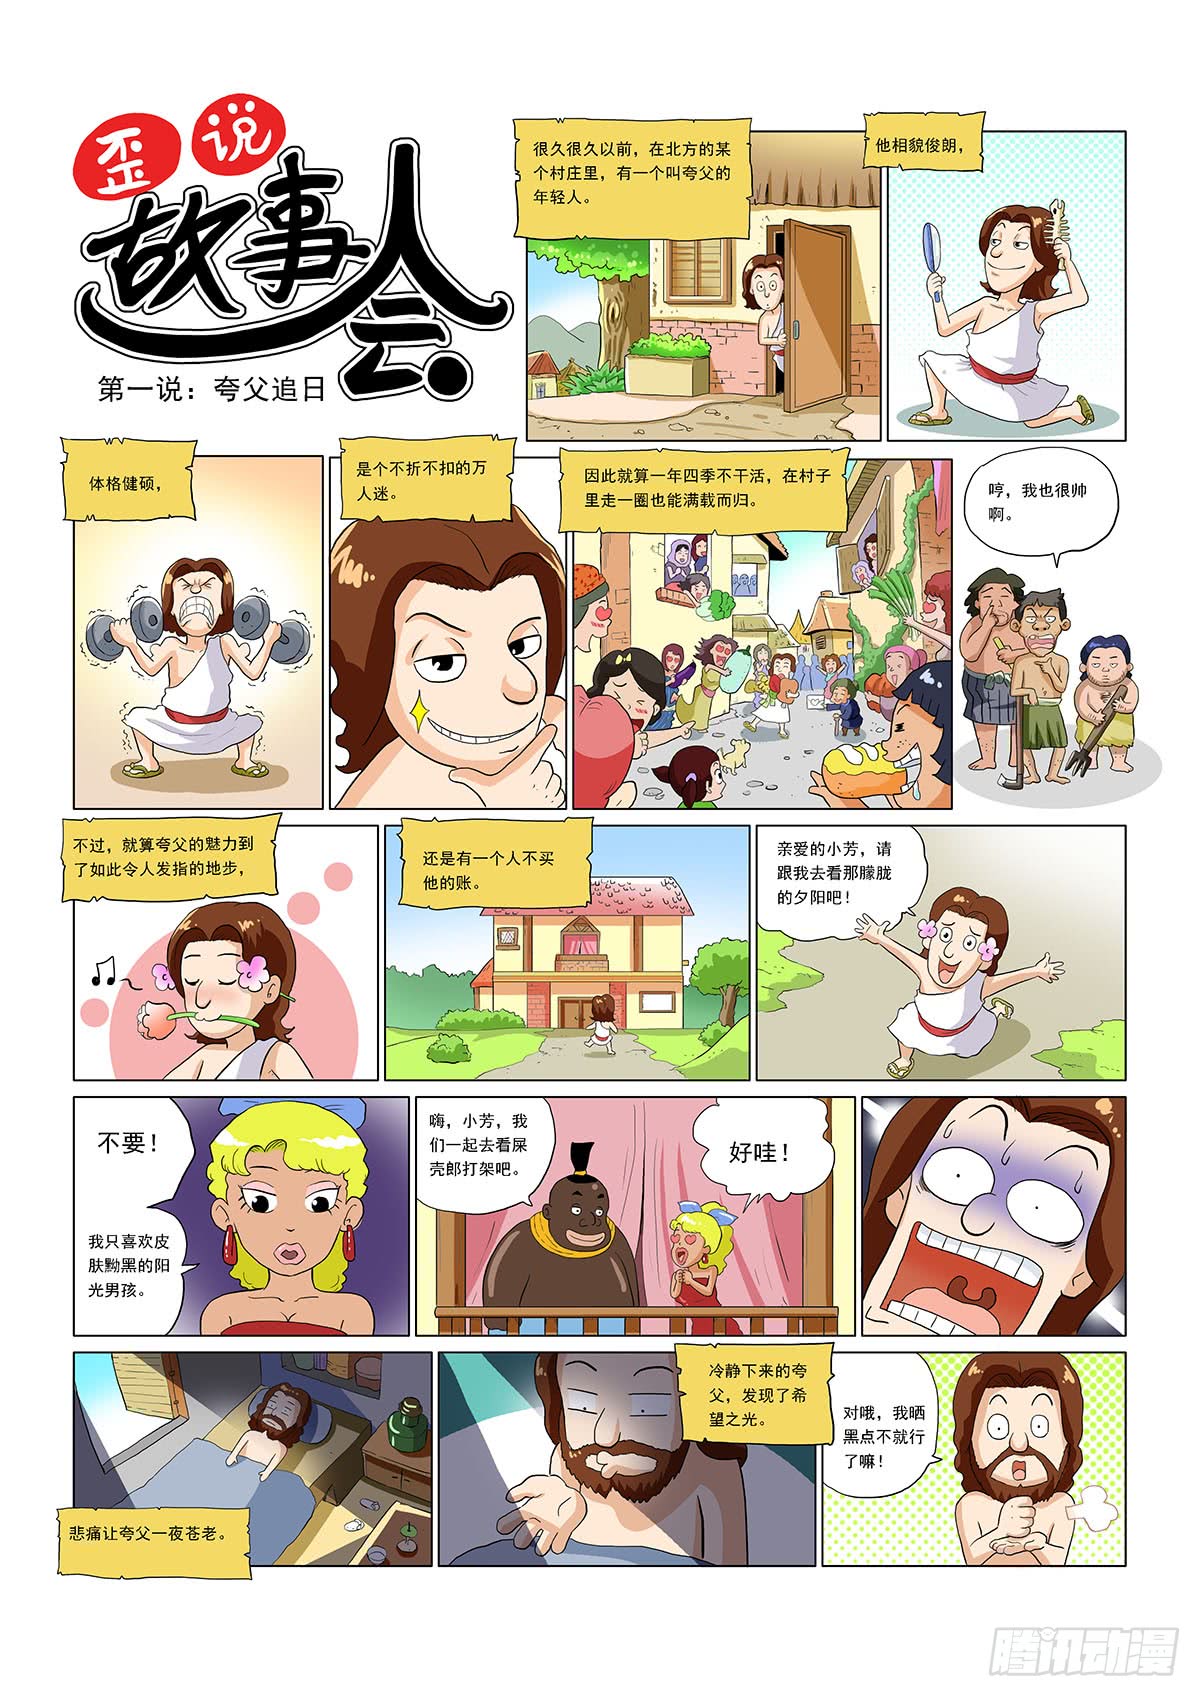 歪说
故事会
第一说：夸父追日
很久很久以前，在北方的某
个村庄里，有一个叫夸父的
年轻人。
他相貌俊朗，
体格健硕，
是个不折不扣的万
人迷。
因此就算一年四季不干活，在村子
里走一圈也能满载而归。
哼，我也很帅
啊。
不过，就算夸父的魅力到
了如此令人发指的地步，
还是有一个人不买
他的账。
亲爱的小芳，请
跟我去看那朦胧
的夕阳吧！
不要！
我只喜欢皮
肤黝黑的阳
光男孩。
嗨，小芳，我
们一起去看屎
壳郎打架吧。
好哇！
悲痛让夸父一夜苍老。
冷静下来的夸
父，发现了希
望之光。
对哦，我晒
黑点不就行
了嘛！
腾讯动漫